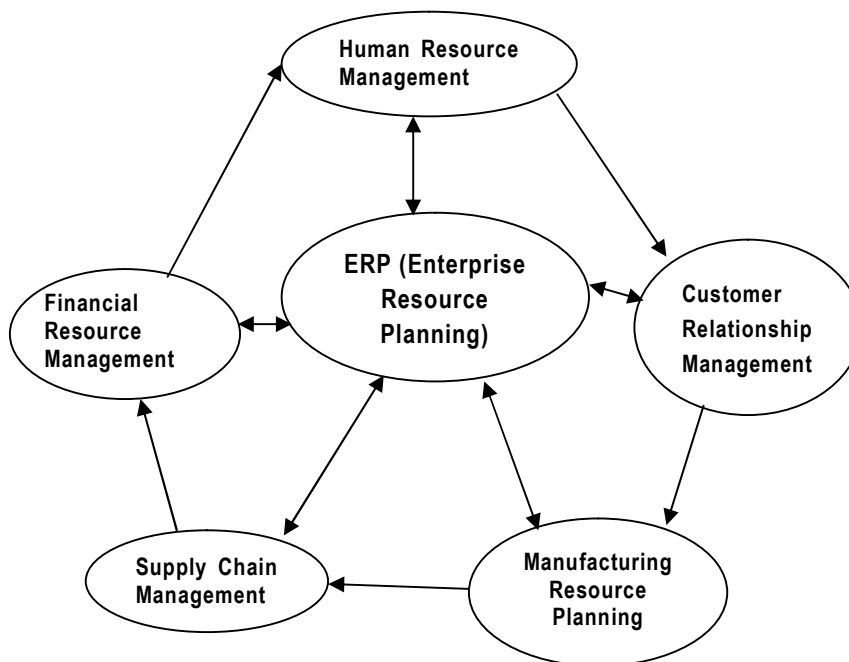 Human Resource
Management
ERP (Enterprise
Resource
Planning)
Financial
Resource
Management
Customer
Relationship
Management
Supply Chain
Management
Manufacturing
Resource
Planning